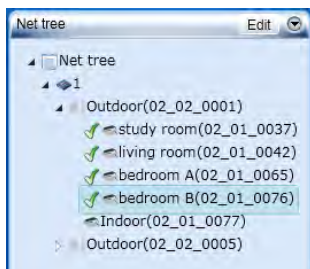 Net tree Edit
Net tree
1
Outdoor(02_02_0001)
study room(02_01_0037)
living room(02_01_0042)
bedroom A(02_01_0065)
bedroom B(02_01_0076)
Indoor(02_01_0077)
Outdoor(02_02_0005)